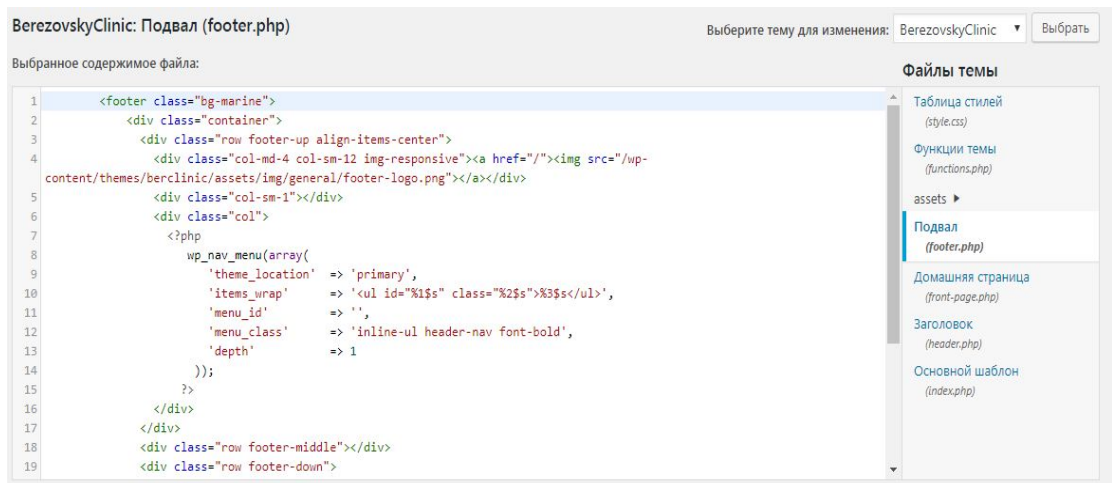 BerezovskyClinic: Подвал (footer.php)
Выберите тему для изменения: BerezovskyClinic Выбрать
Выбранное содержимое файла:
1 <footer class="bg-marine">
2 <div class="container">
3 <div class="row footer-up align-items-center">
4 <div class="col-md-4 col-sm-12 img-responsive"><a href="/"><img src="/wp-
content/themes/berclinic/assets/img/general/footer-logo.png"></a></div>
5 <div class="col-sm-1"></div>
6 <div class="col">
7 <?php
8 wp_nav_menu(array(
9 'theme_location' => 'primary',
10 'items_wrap' => '<ul id="%1$s" class="%2$s">%3$s</ul>',
11 'menu_id' => '',
12 'menu_class' => 'inline-ul header-nav font-bold',
13 'depth' => 1
14 ));
15 ?>
16 </div>
17 </div>
18 <div class="row footer-middle"></div>
19 <div class="row footer-down">
Файлы темы
Таблица стилей
(style.css)
Функции темы
(functions.php)
assets
Подвал
(footer.php)
Домашняя страница
(front-page.php)
Заголовок
(header.php)
Основной шаблон
(index.php)